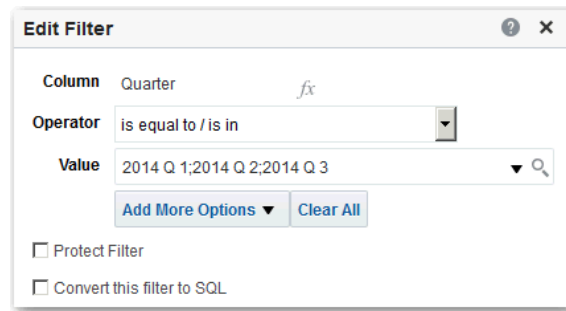 Edit Filter ?
Column Quarter fx
Operator is equal to / is in
Value 2014 Q 1;2014 Q 2;2014 Q 3
Add More Options Clear All
Protect Filter
Convert this filter to SQL